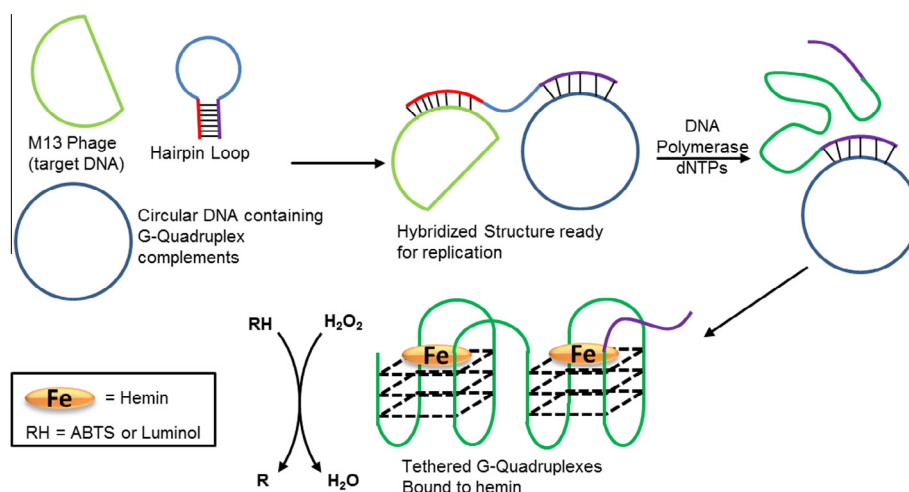 M13 Phage
(target DNA)
Hairpin Loop
Circular DNA containing
G-Quadruplex
complements
Hybridized Structure ready
for replication
DNA
Polymerase
dNTPs
RH
H₂O₂
R
H₂O
Fe
Fe
Tethered G-Quadruplexes
Bound to hemin
Fe = Hemin
RH = ABTS or Luminol